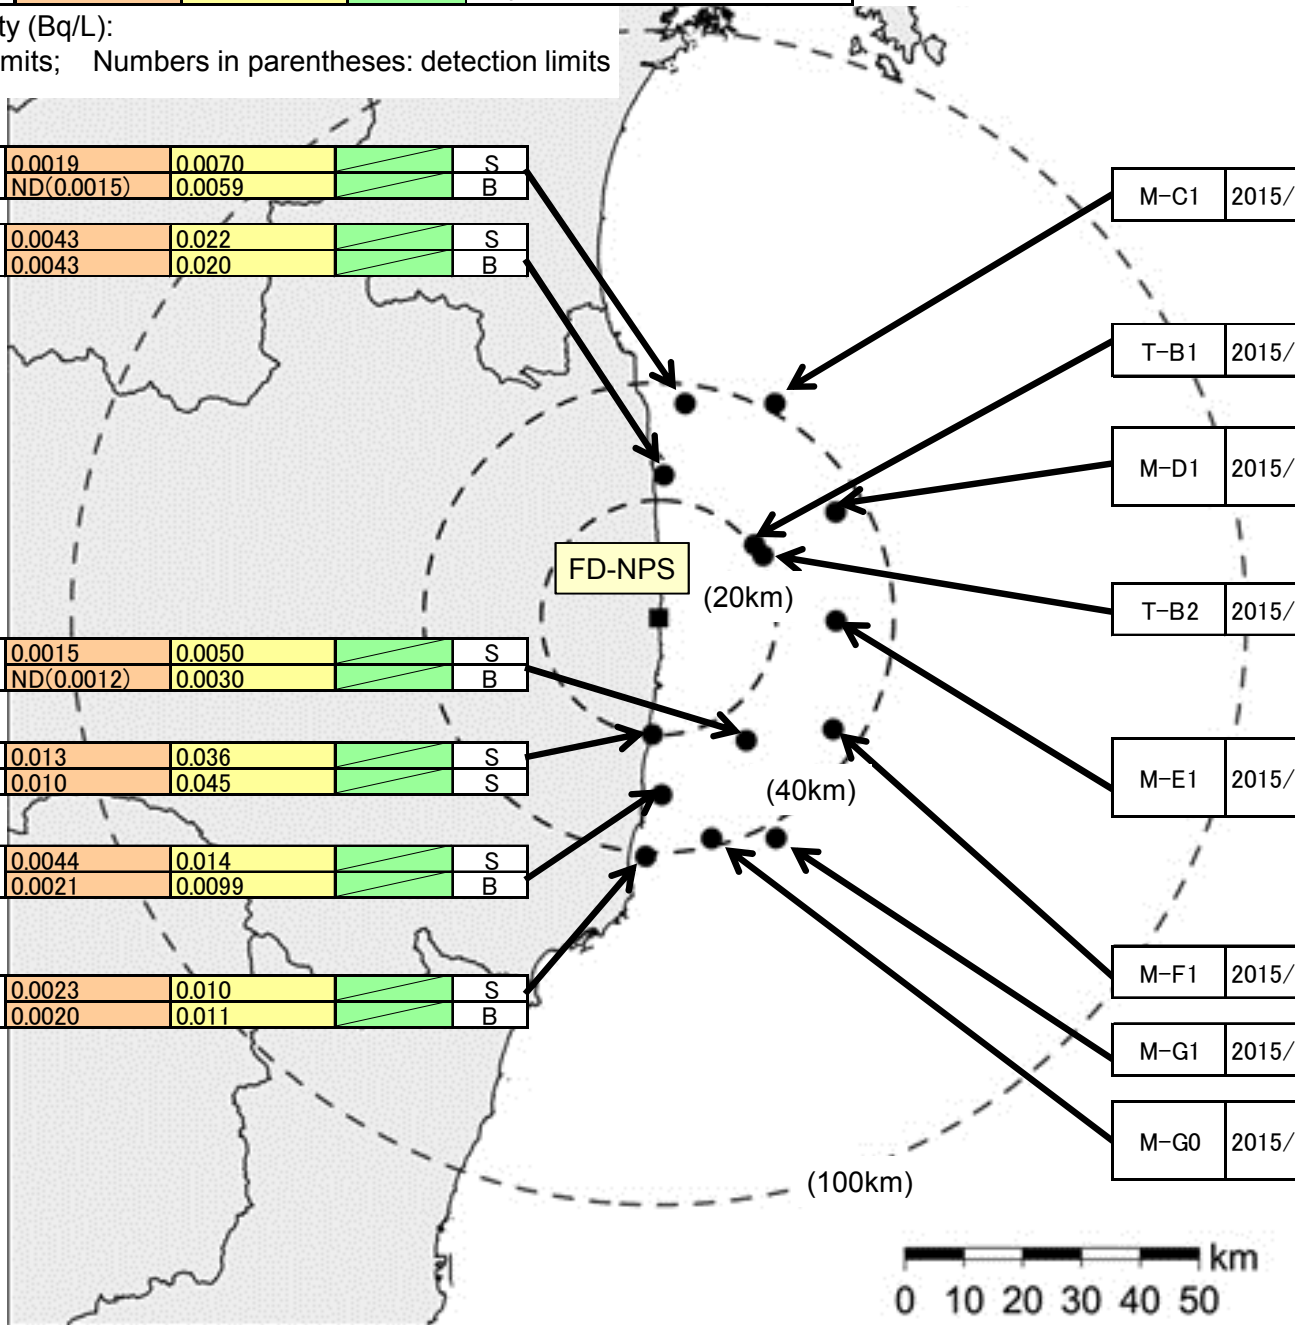 ty (Bq/L):
mits; Numbers in parentheses: detection limits
0.0019 0.0070 S
ND(0.0015) 0.0059 B
M-C1 2015/
0.0043 0.022 S
0.0043 0.020 B
T-B1 2015/
M-D1 2015/
FD-NPS
(20km)
T-B2 2015/
0.0015 0.0050 S
ND(0.0012) 0.0030 B
0.013 0.036 S
0.010 0.045 S
(40km)
M-E1 2015/
0.0044 0.014 S
0.0021 0.0099 B
M-F1 2015/
0.0023 0.010 S
0.0020 0.011 B
M-G1 2015/
M-G0 2015/
(100km)
km
0 10 20 30 40 50